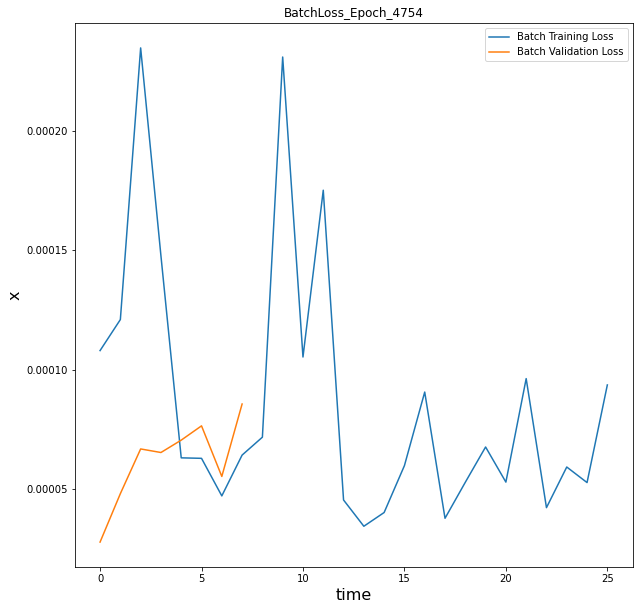 BatchLoss_Epoch_4754
Batch Training Loss
Batch Validation Loss
x
0.00020
0.00015
0.00010
0.00005
0 5 10 15 20 25
time